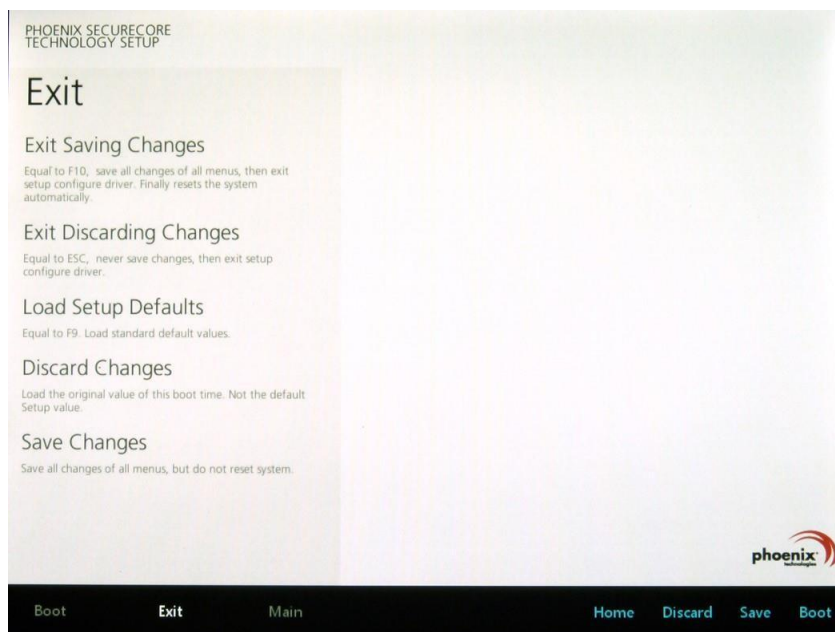 PHOENIX SECURECORE
TECHNOLOGY SETUP
Exit
Exit Saving Changes
Equal to F10, save all changes of all menus, then exit
setup configure driver. Finally resets the system
automatically.
Exit Discarding Changes
Equal to ESC, never save changes, then exit setup
configure driver.
Load Setup Defaults
Equal to F9. Load standard default values.
Discard Changes
Load the original value of this boot time. Not the default
Setup value.
Save Changes
Save all changes of all menus, but do not reset system.
phoenix
technologies
Boot Exit Main Home Discard Save Boot